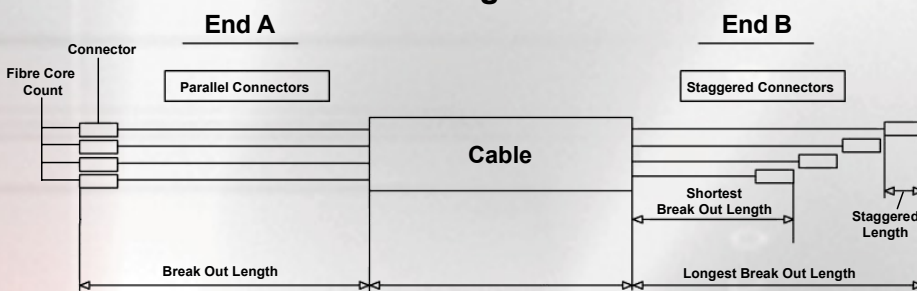 End A
End B
Connector
Fibre Core
Count
Parallel Connectors
Staggered Connectors
Cable
Shortest
Break Out Length
Staggered
Length
Break Out Length
Longest Break Out Length